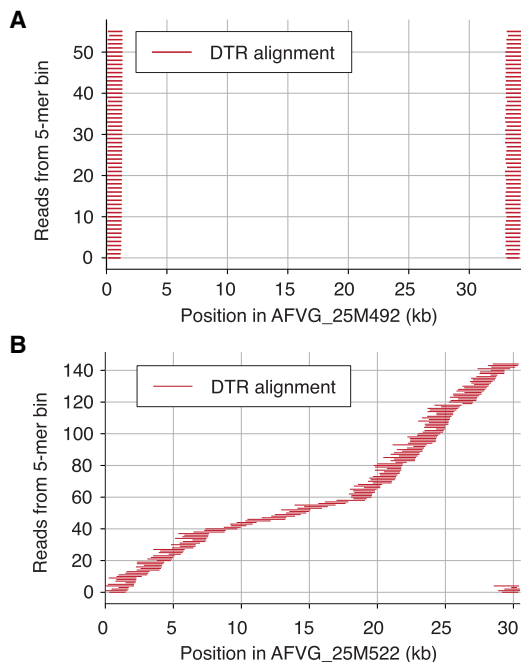 A
50
40
30
20
10
0
Reads from 5-mer bin
DTR alignment
0 5 10 15 20 25 30
Position in AFVG_25M492 (kb)
B
140
120
100
80
60
40
20
0
Reads from 5-mer bin
DTR alignment
0 5 10 15 20 25 30
Position in AFVG_25M522 (kb)